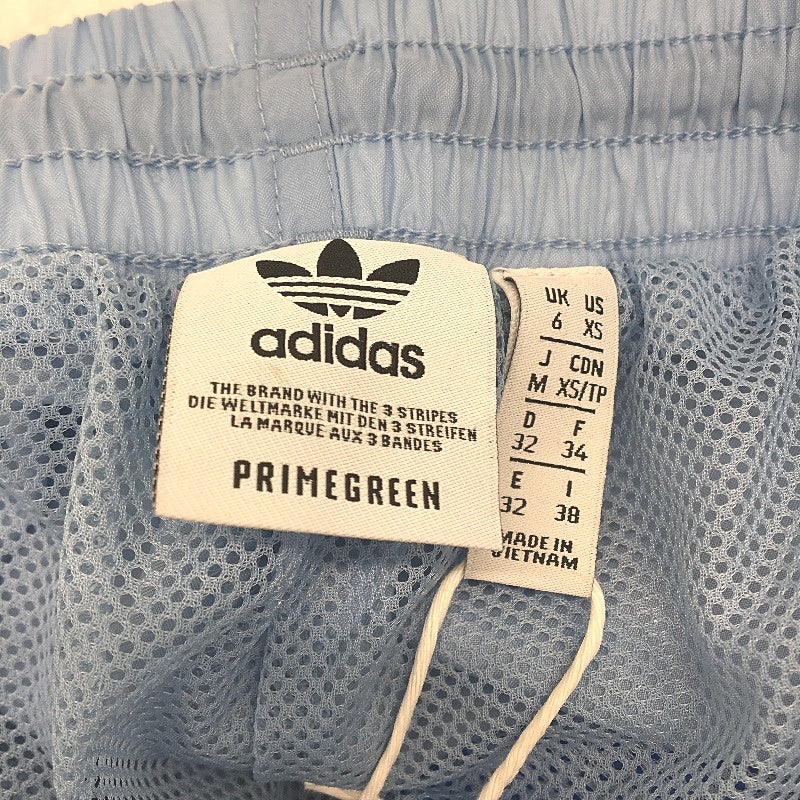 adidas
THE BRAND WITH THE 3 STRIPES
DIE WELTMARKE MIT DEN 3 STREIFEN
LA MARQUE AUX 3 BANDES
PRIMEGREEN
UK US
6 XS
J CDN
M XS/TP
D F
32 34
E I
32 38
MADE IN
VIETNAM